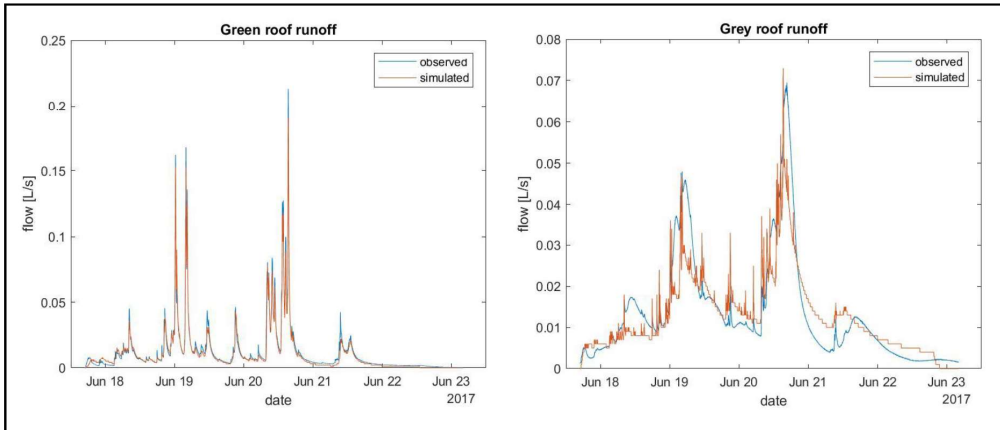 Green roof runoff
0.25
0.2
0.15
0.1
0.05
0
flow [L/s]
observed
simulated
Jun 18 Jun 19 Jun 20 Jun 21 Jun 22 Jun 23
date
2017
Grey roof runoff
0.08
0.07
0.06
0.05
0.04
0.03
0.02
0.01
0
flow [L/s]
observed
simulated
Jun 18 Jun 19 Jun 20 Jun 21 Jun 22 Jun 23
date
2017